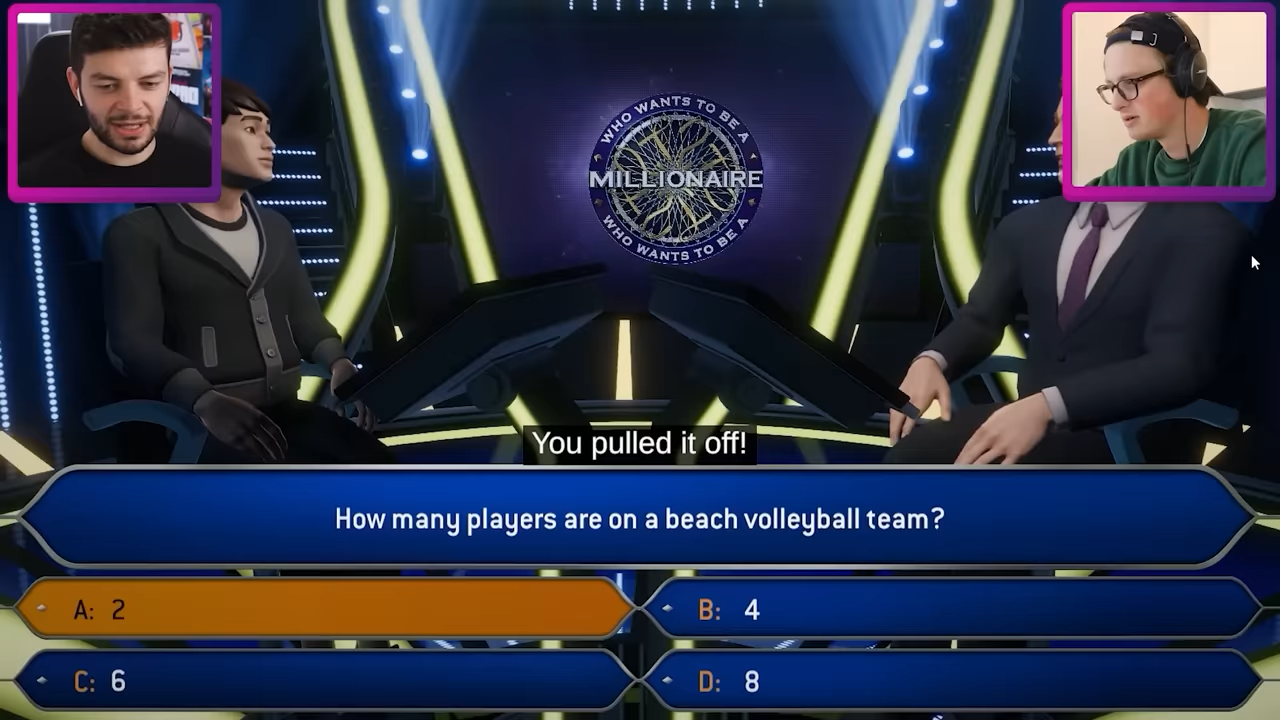 WHO WANTS TO BE A
MILLIONAIRE
WHO WANTS TO BE A
You pulled it off!
How many players are on a beach volleyball team?
A: 2
B: 4
C: 6
D: 8